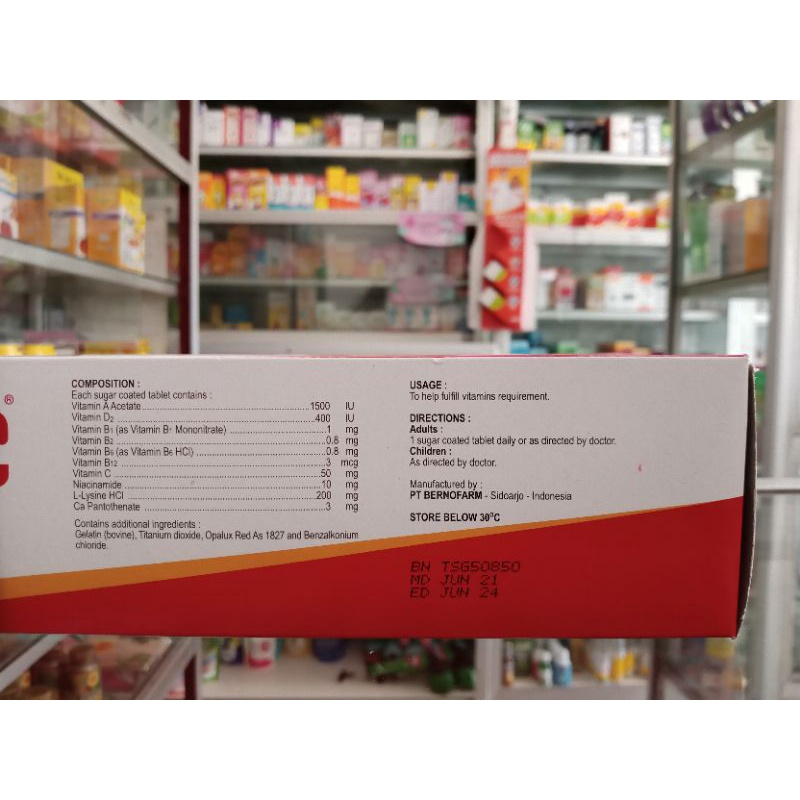 ®
COMPOSITION :
Each sugar coated tablet contains :
Vitamin A Acetate 1500 IU
Vitamin D2 400 IU
Vitamin B1 (as Vitamin B1 Mononitrate) 1 mg
Vitamin B2 0.8 mg
Vitamin B6 (as Vitamin B6 HCl) 0.8 mg
Vitamin B12 3 mcg
Vitamin C 50 mg
Niacinamide 10 mg
L-Lysine HCl 200 mg
Ca Pantothenate 3 mg
Contains additional ingredients :
Gelatin (bovine), Titanium dioxide, Opalux Red As 1827 and Benzalkonium
chloride.
USAGE :
To help fulfill vitamins requirement.
DIRECTIONS :
Adults :
1 sugar coated tablet daily or as directed by doctor.
Children :
As directed by doctor.
Manufactured by :
PT BERNOFARM - Sidoarjo - Indonesia
STORE BELOW 30°C
BN TSG50850
MD JUN 21
ED JUN 24